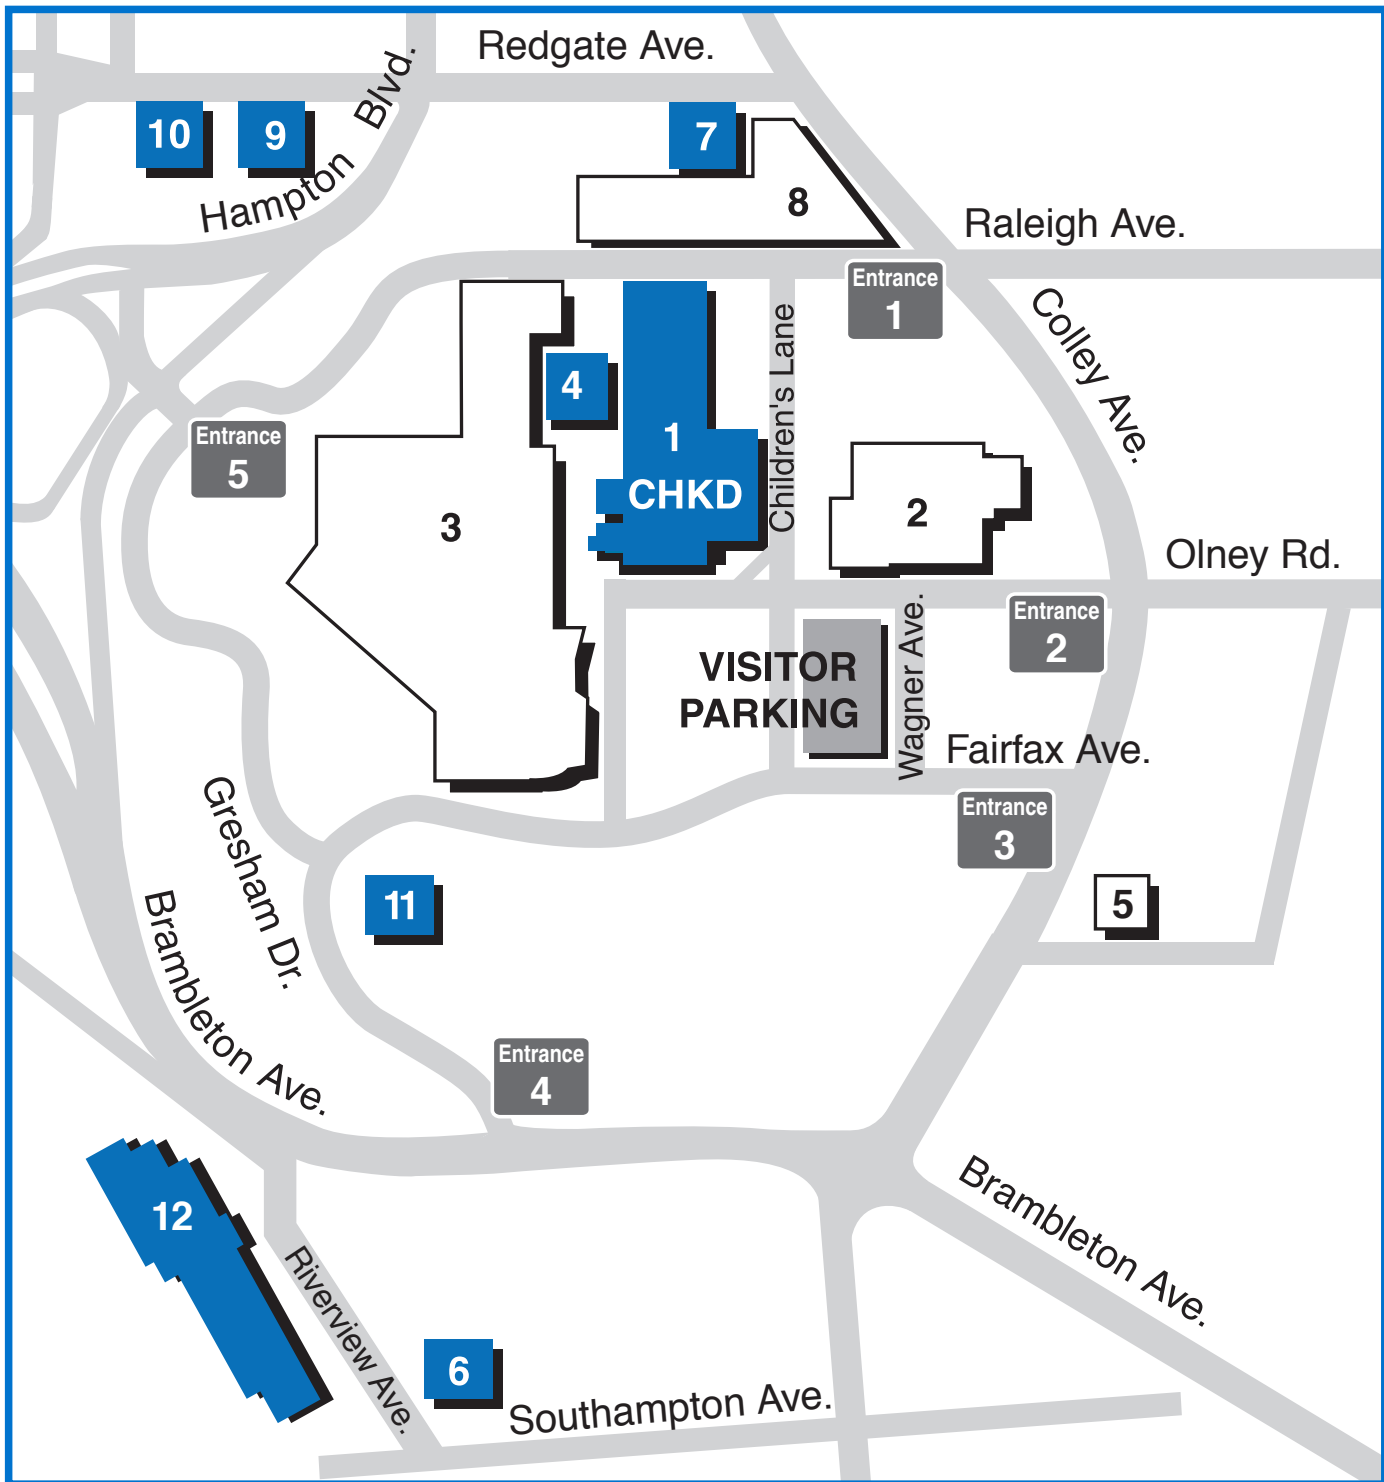 Redgate Ave.
Hampton Blvd.
10
9
7
8
Raleigh Ave.
Entrance
1
Colley Ave.
Children's Lane
4
1
CHKD
Entrance
5
3
2
Olney Rd.
Entrance
2
VISITOR
PARKING
Wagner Ave.
Fairfax Ave.
Entrance
3
Gresham Dr.
11
5
Brambleton Ave.
Entrance
4
12
Brambleton Ave.
Riverview Ave.
6
Southampton Ave.